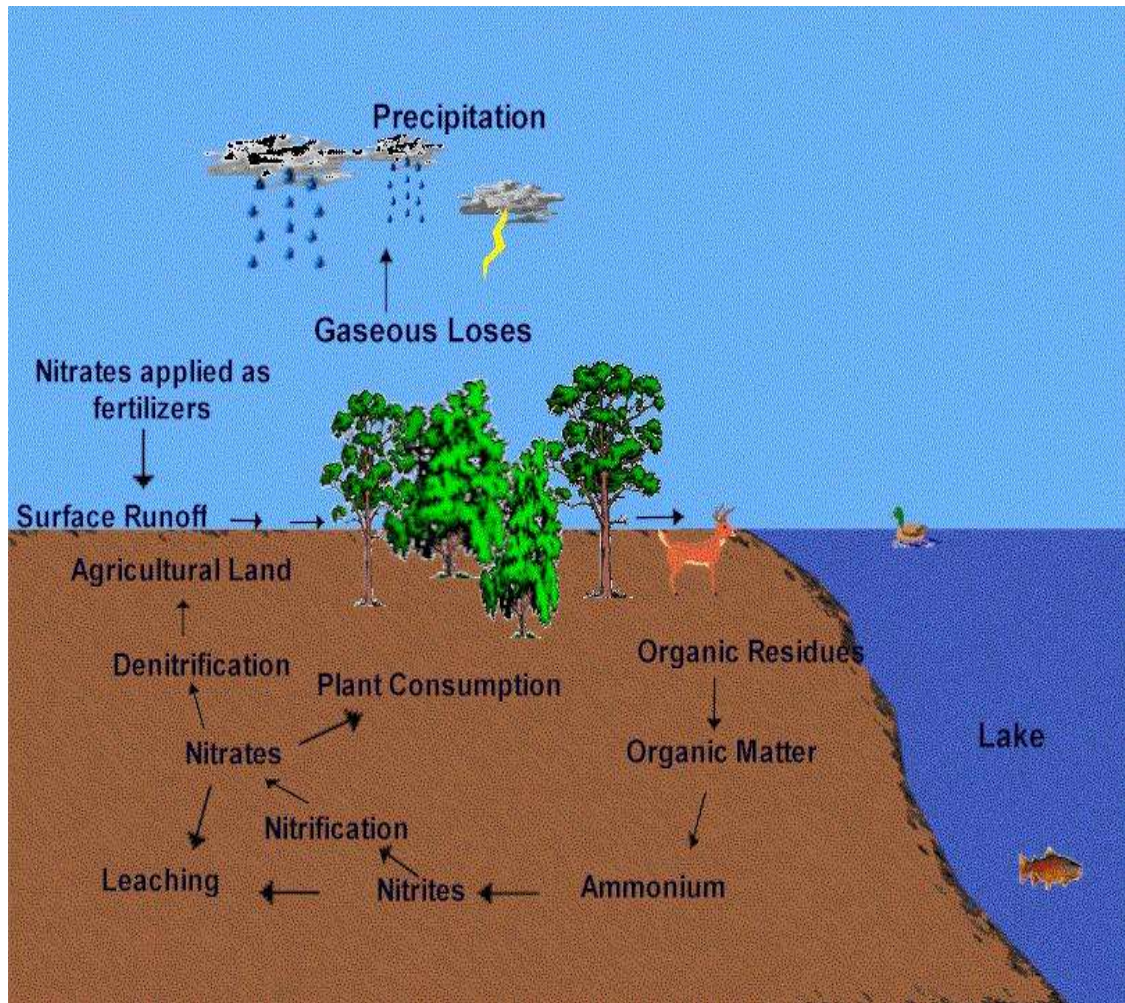 Precipitation
Gaseous Loses
Nitrates applied as
fertilizers
Surface Runoff
Agricultural Land
Denitrification
Plant Consumption
Organic Residues
Nitrates
Organic Matter
Lake
Nitrification
Leaching
Nitrites
Ammonium